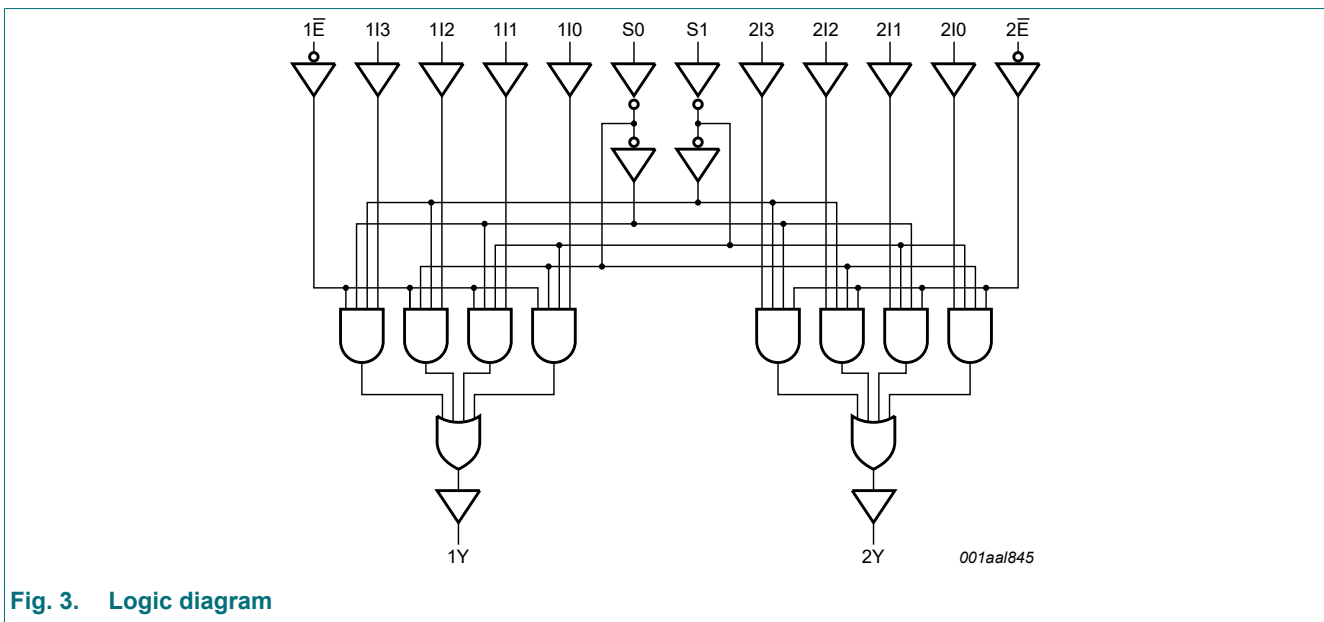 1E̅ 1I3 1I2 1I1 1I0 S0 S1 2I3 2I2 2I1 2I0 2E̅
1Y 2Y 001aal845
Fig. 3. Logic diagram